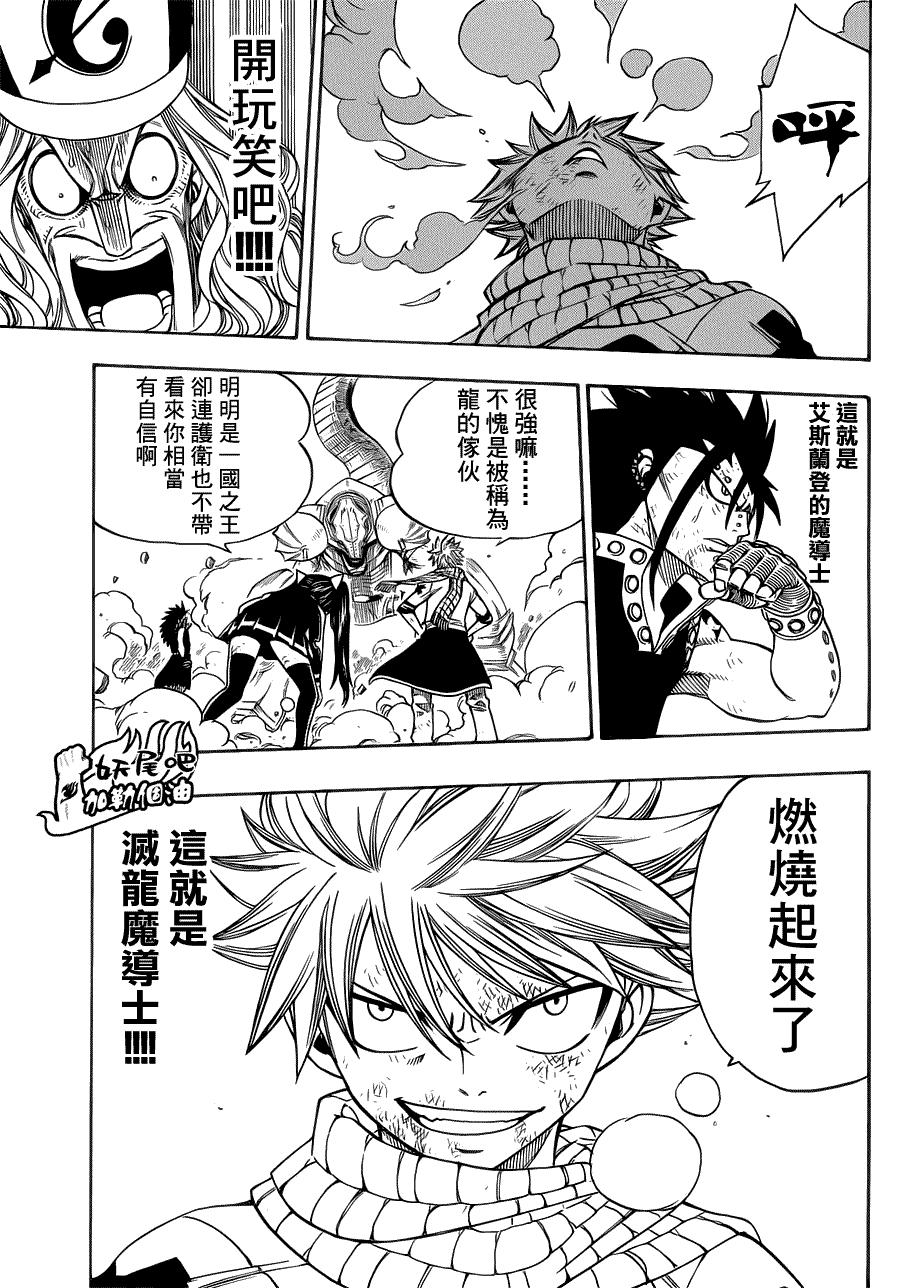 呼
開玩笑吧!!!!
這就是
艾斯蘭登的魔導士
很強嘛……
不愧是被稱為
龍的傢伙
明明是一國之王
卻連護衛也不帶
看來你相當
有自信啊
燃燒起來了
這就是
滅龍魔導士!!!!
妖尾吧
加勒個油